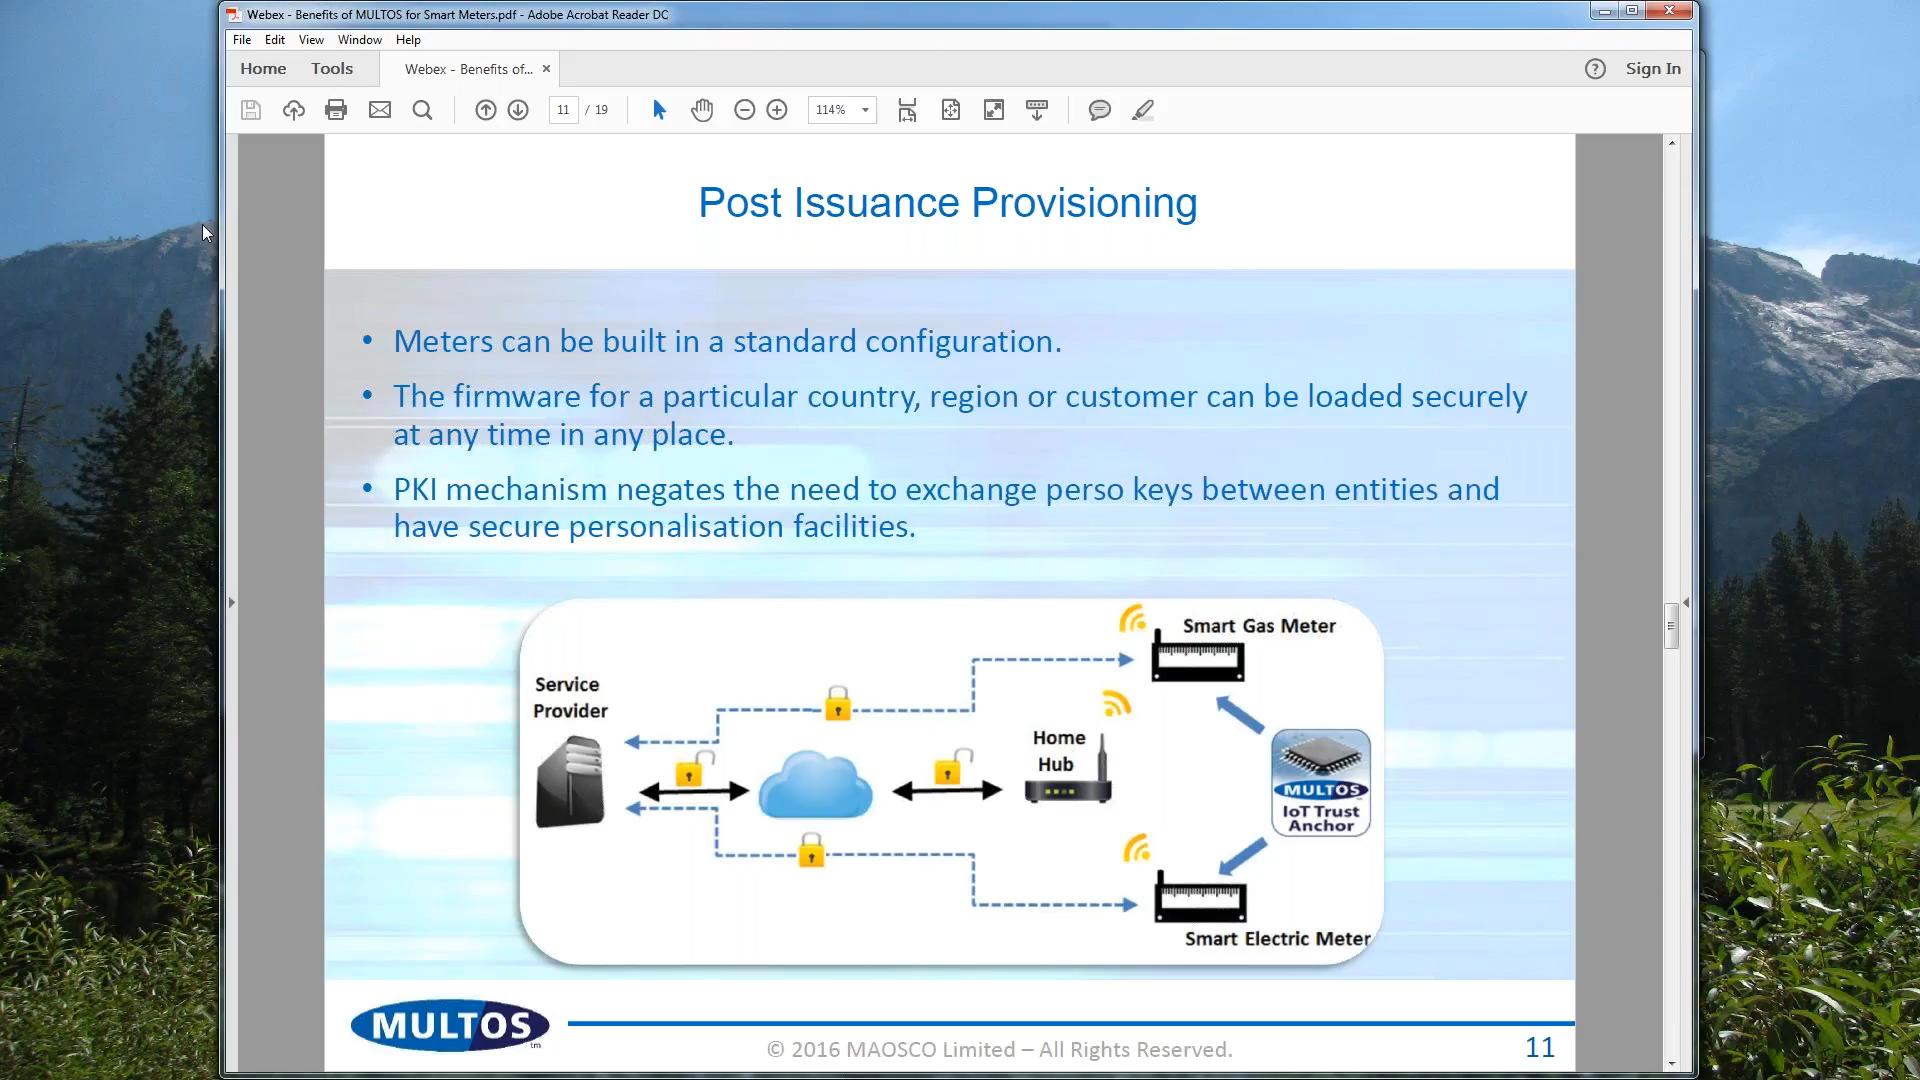 Webex - Benefits of MULTOS for Smart Meters.pdf - Adobe Acrobat Reader DC
File Edit View Window Help
Home Tools Webex - Benefits of... × ? Sign In
11 / 19 114%
Post Issuance Provisioning
• Meters can be built in a standard configuration.
• The firmware for a particular country, region or customer can be loaded securely
at any time in any place.
• PKI mechanism negates the need to exchange perso keys between entities and
have secure personalisation facilities.
Smart Gas Meter
Service
Provider
Home
Hub
MULTOS
IoT Trust
Anchor
Smart Electric Meter
MULTOS
tm
© 2016 MAOSCO Limited – All Rights Reserved.
11